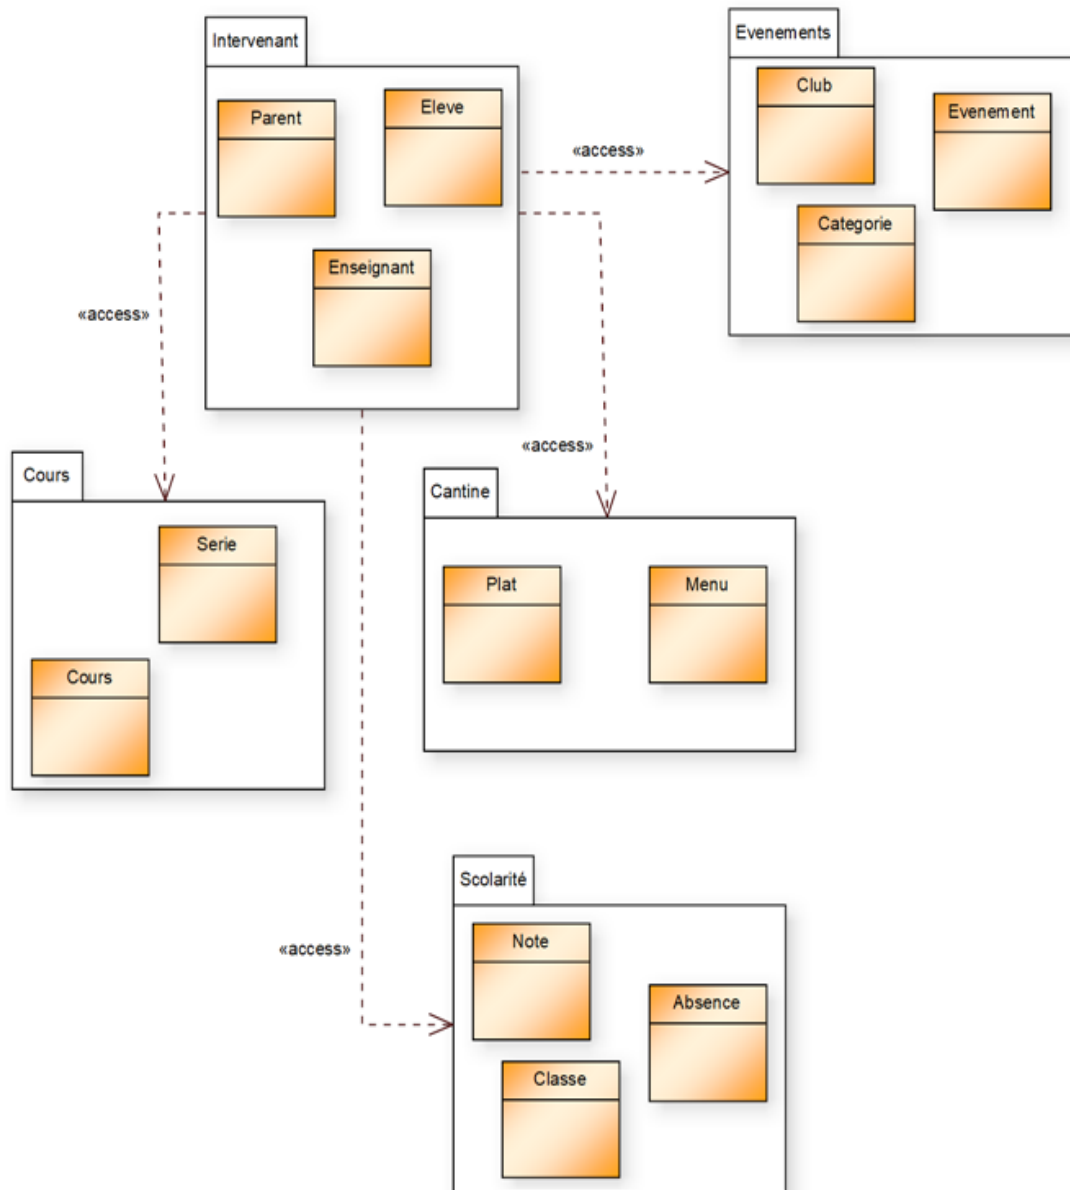 Intervenant
Parent
Eleve
Enseignant
Evenements
Club
Evenement
Categorie
«access»
«access»
«access»
Cours
Serie
Cours
Cantine
Plat
Menu
«access»
Scolarité
Note
Absence
Classe